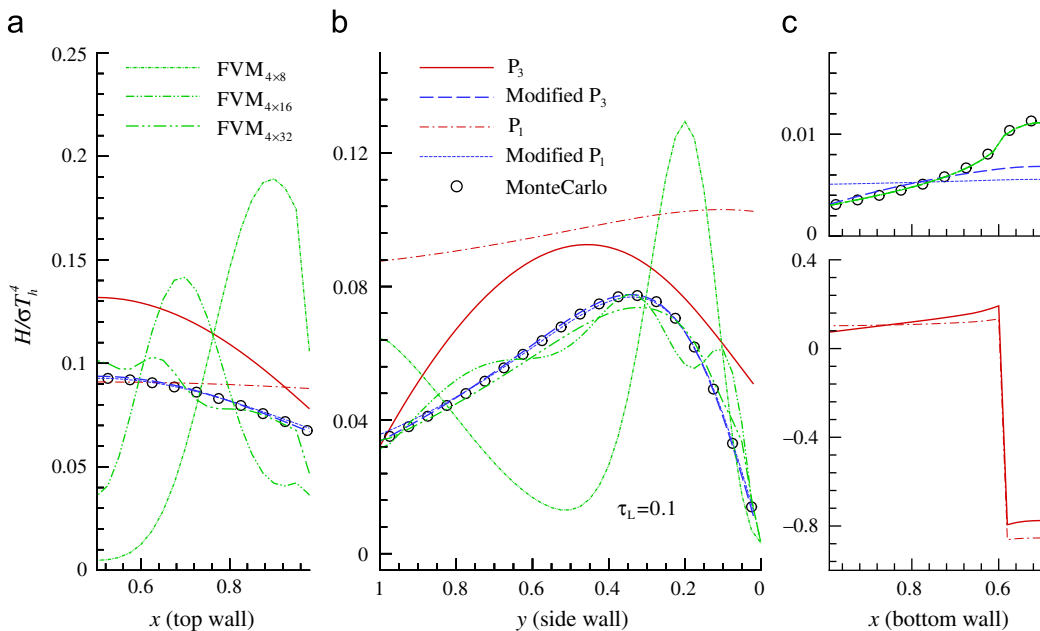 a
b
c
H/σT_h^4
0.25
0.2
0.15
0.1
0.05
0
FVM4×8
FVM4×16
FVM4×32
0.6
0.8
x (top wall)
0.12
0.08
0.04
0
P3
Modified P3
P1
Modified P1
MonteCarlo
τL=0.1
1
0.8
0.6
0.4
0.2
0
y (side wall)
0.01
0
0.4
0
−0.4
−0.8
0.8
0.6
x (bottom wall)